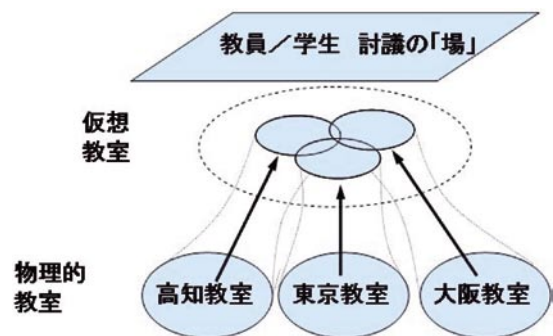 教員／学生 討議の「場」
仮想
教室
物理的
教室
高知教室 東京教室 大阪教室